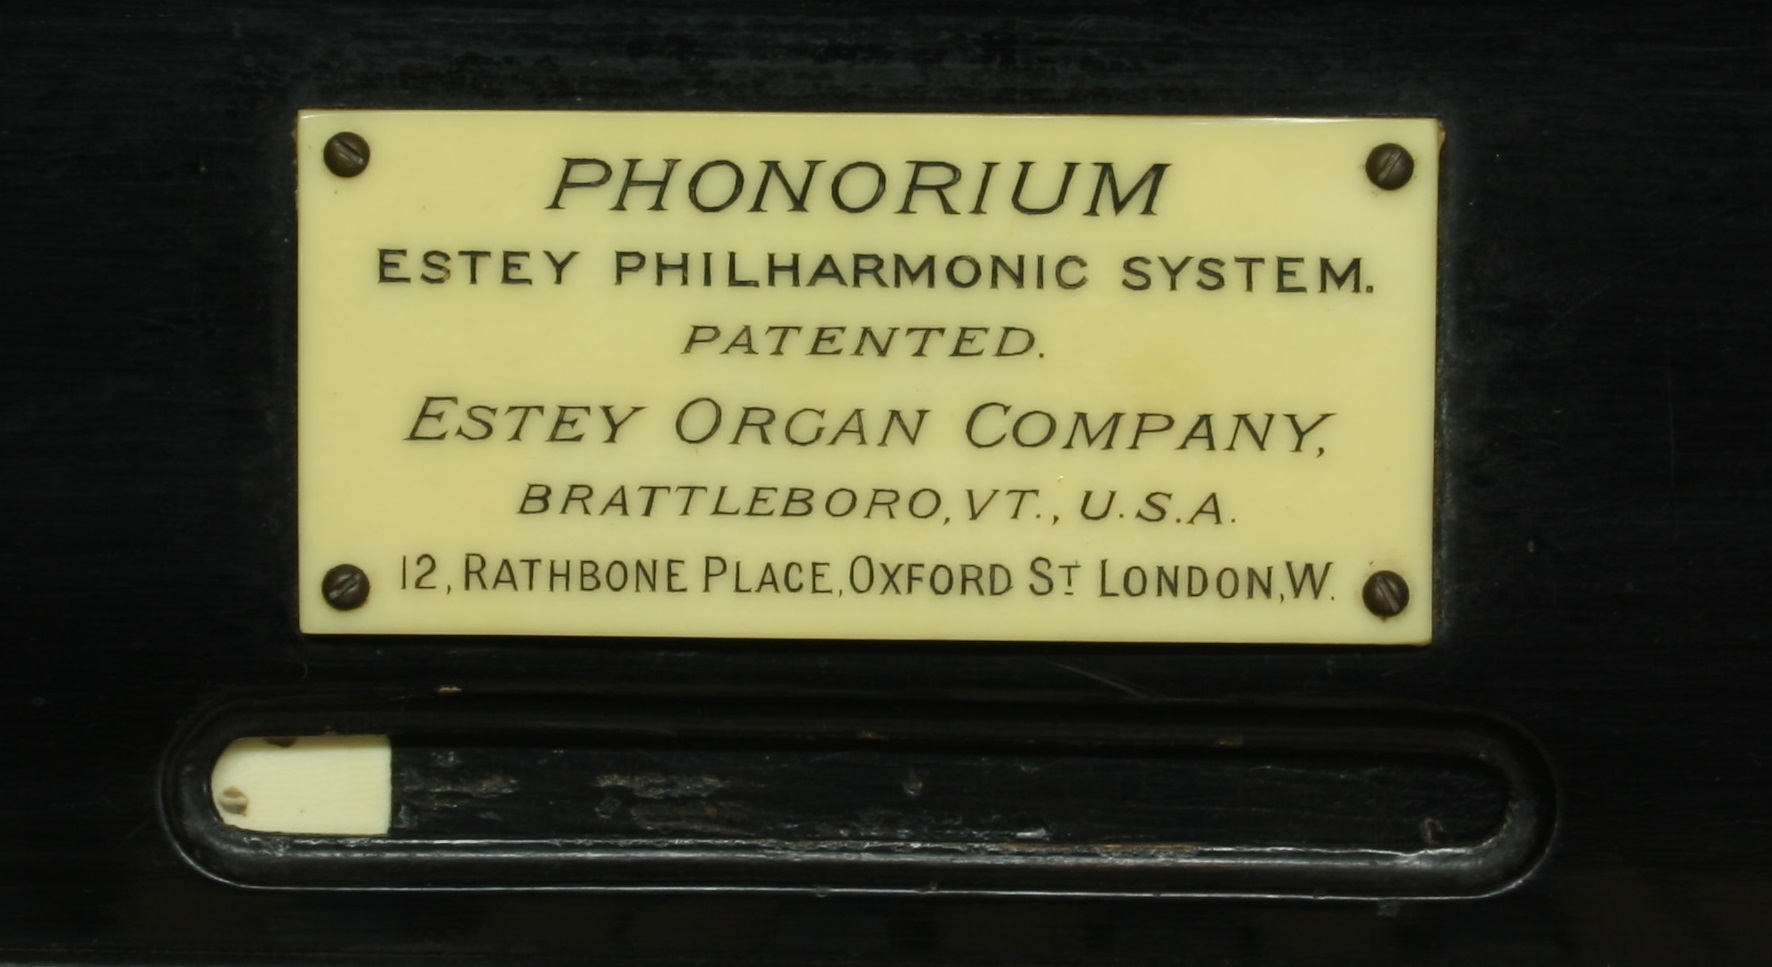 PHONORIUM
ESTEY PHILHARMONIC SYSTEM.
PATENTED.
ESTEY ORGAN COMPANY,
BRATTLEBORO, VT., U.S.A.
12, RATHBONE PLACE, OXFORD ST LONDON, W.